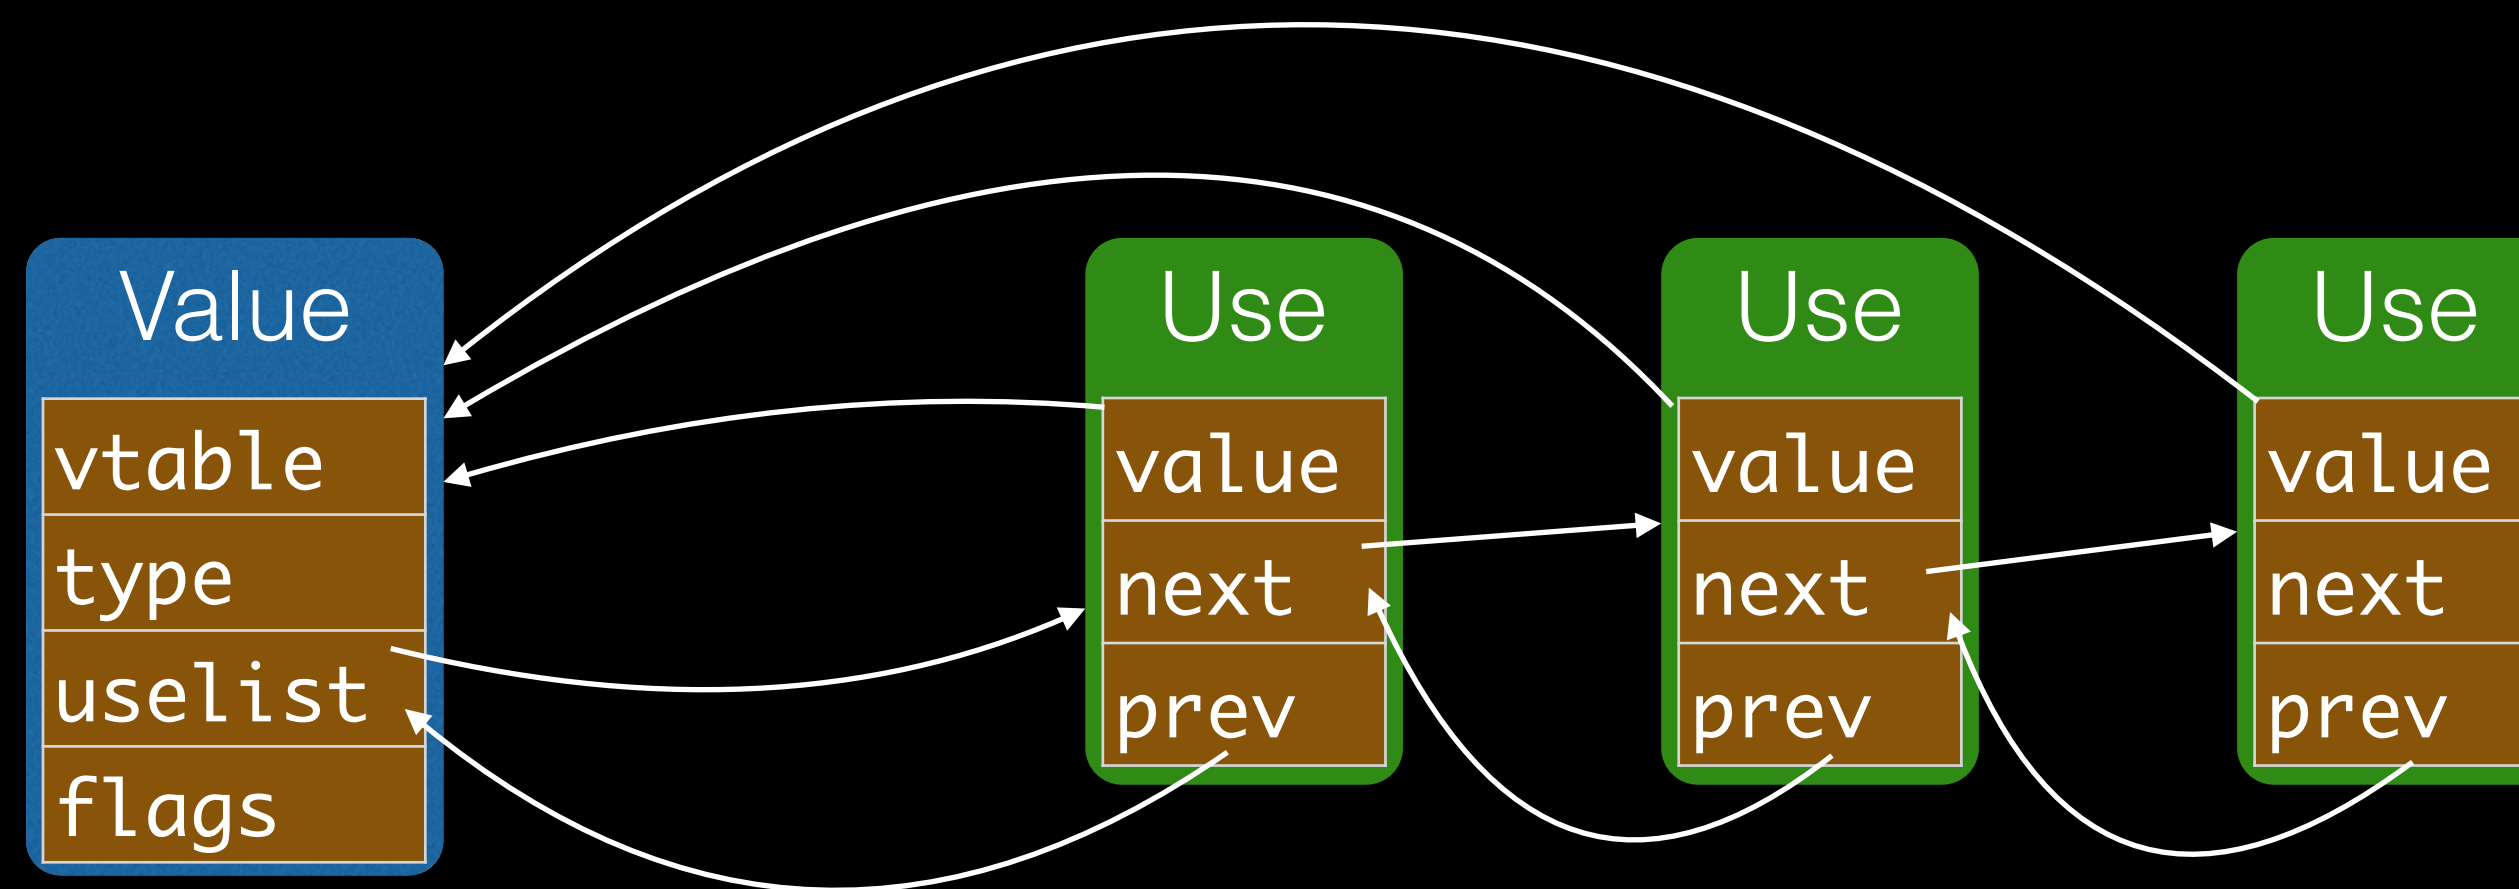 Value
vtable
type
uselist
flags
Use
value
next
prev
Use
value
next
prev
Use
value
next
prev